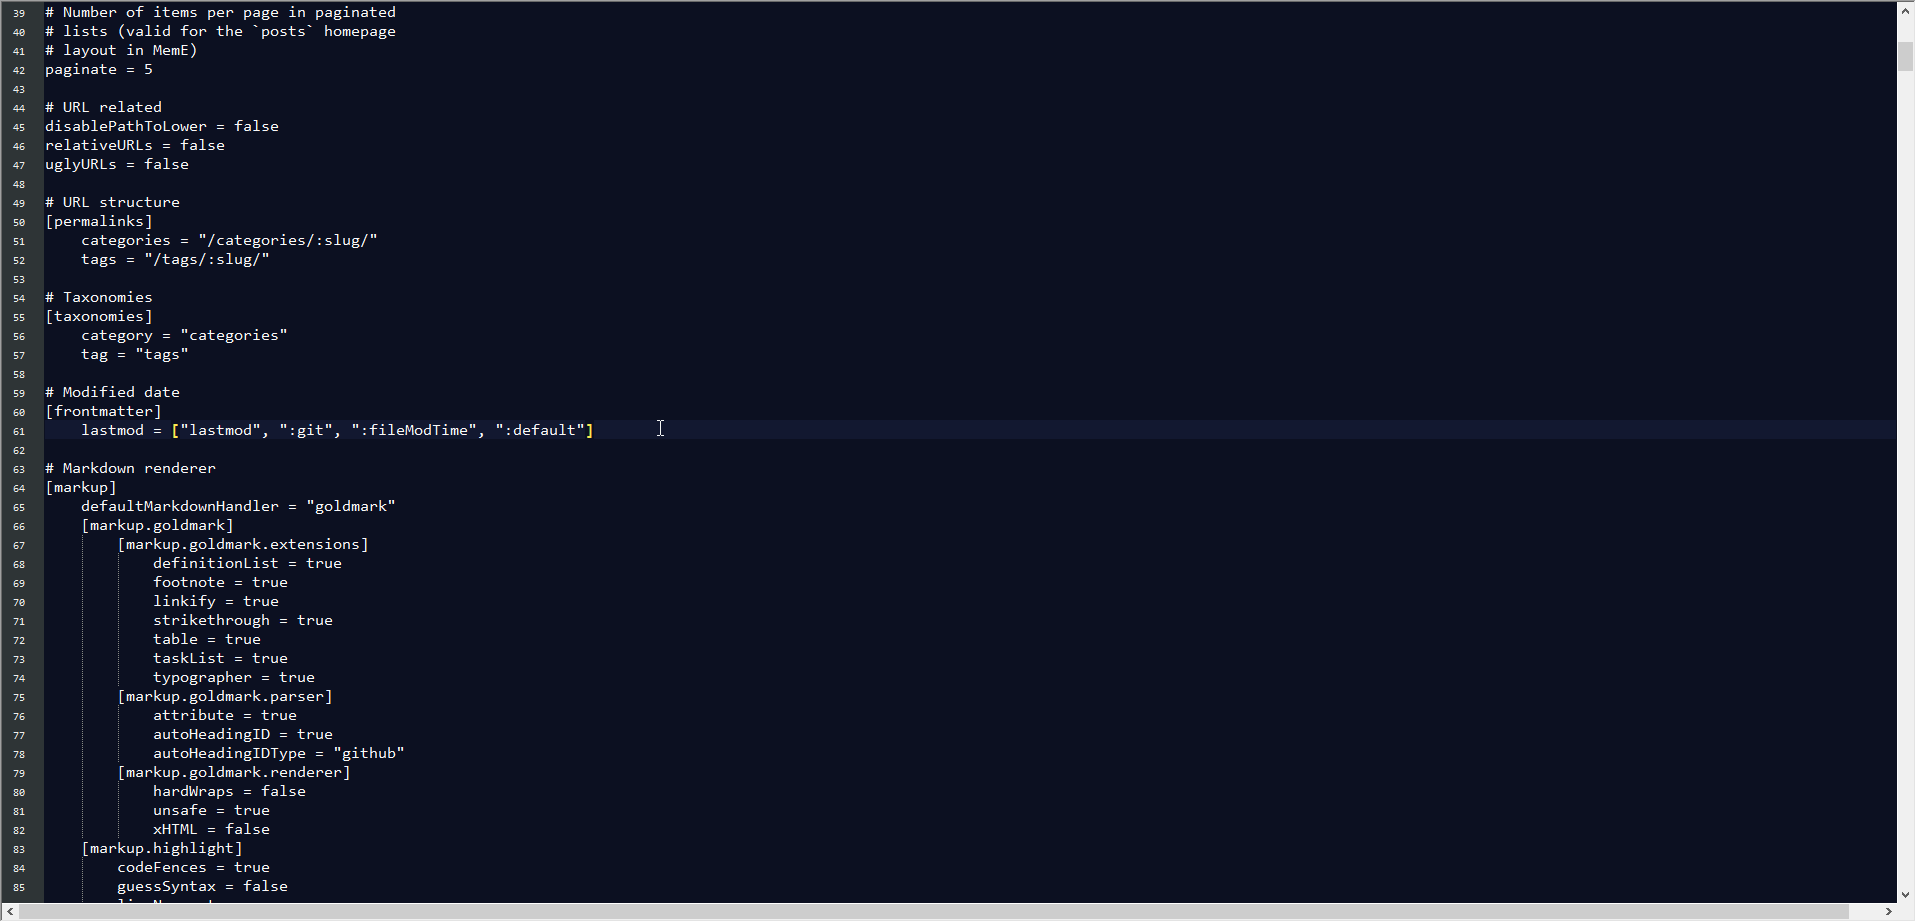 39 # Number of items per page in paginated
40 # lists (valid for the `posts` homepage
41 # layout in MemE)
42 paginate = 5
43
44 # URL related
45 disablePathToLower = false
46 relativeURLs = false
47 uglyURLs = false
48
49 # URL structure
50 [permalinks]
51     categories = "/categories/:slug/"
52     tags = "/tags/:slug/"
53
54 # Taxonomies
55 [taxonomies]
56     category = "categories"
57     tag = "tags"
58
59 # Modified date
60 [frontmatter]
61     lastmod = ["lastmod", ":git", ":fileModTime", ":default"]
62
63 # Markdown renderer
64 [markup]
65     defaultMarkdownHandler = "goldmark"
66     [markup.goldmark]
67         [markup.goldmark.extensions]
68             definitionList = true
69             footnote = true
70             linkify = true
71             strikethrough = true
72             table = true
73             taskList = true
74             typographer = true
75         [markup.goldmark.parser]
76             attribute = true
77             autoHeadingID = true
78             autoHeadingIDType = "github"
79         [markup.goldmark.renderer]
80             hardWraps = false
81             unsafe = true
82             xHTML = false
83     [markup.highlight]
84         codeFences = true
85         guessSyntax = false